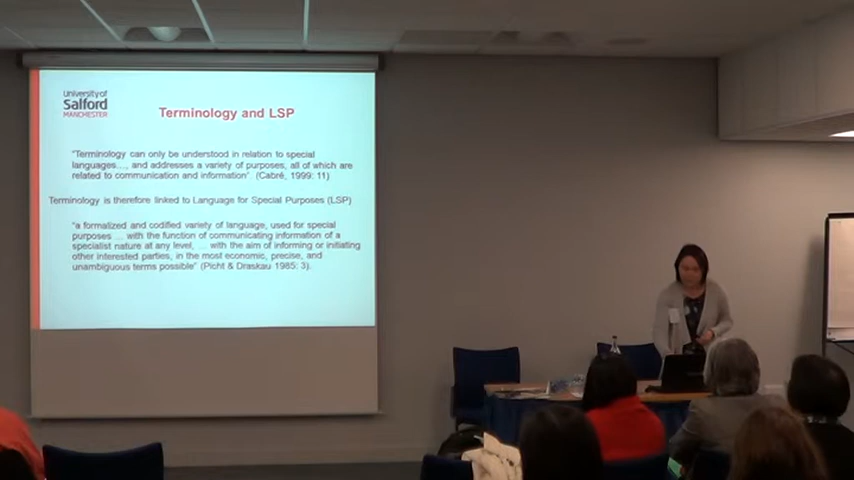 University of
Salford
MANCHESTER
Terminology and LSP
"Terminology can only be understood in relation to special
languages…, and addresses a variety of purposes, all of which are
related to communication and information" (Cabré, 1999: 11)
Terminology is therefore linked to Language for Special Purposes (LSP)
"a formalized and codified variety of language, used for special
purposes … with the function of communicating information of a
specialist nature at any level, … with the aim of informing or initiating
other interested parties, in the most economic, precise, and
unambiguous terms possible" (Picht & Draskau 1985: 3).